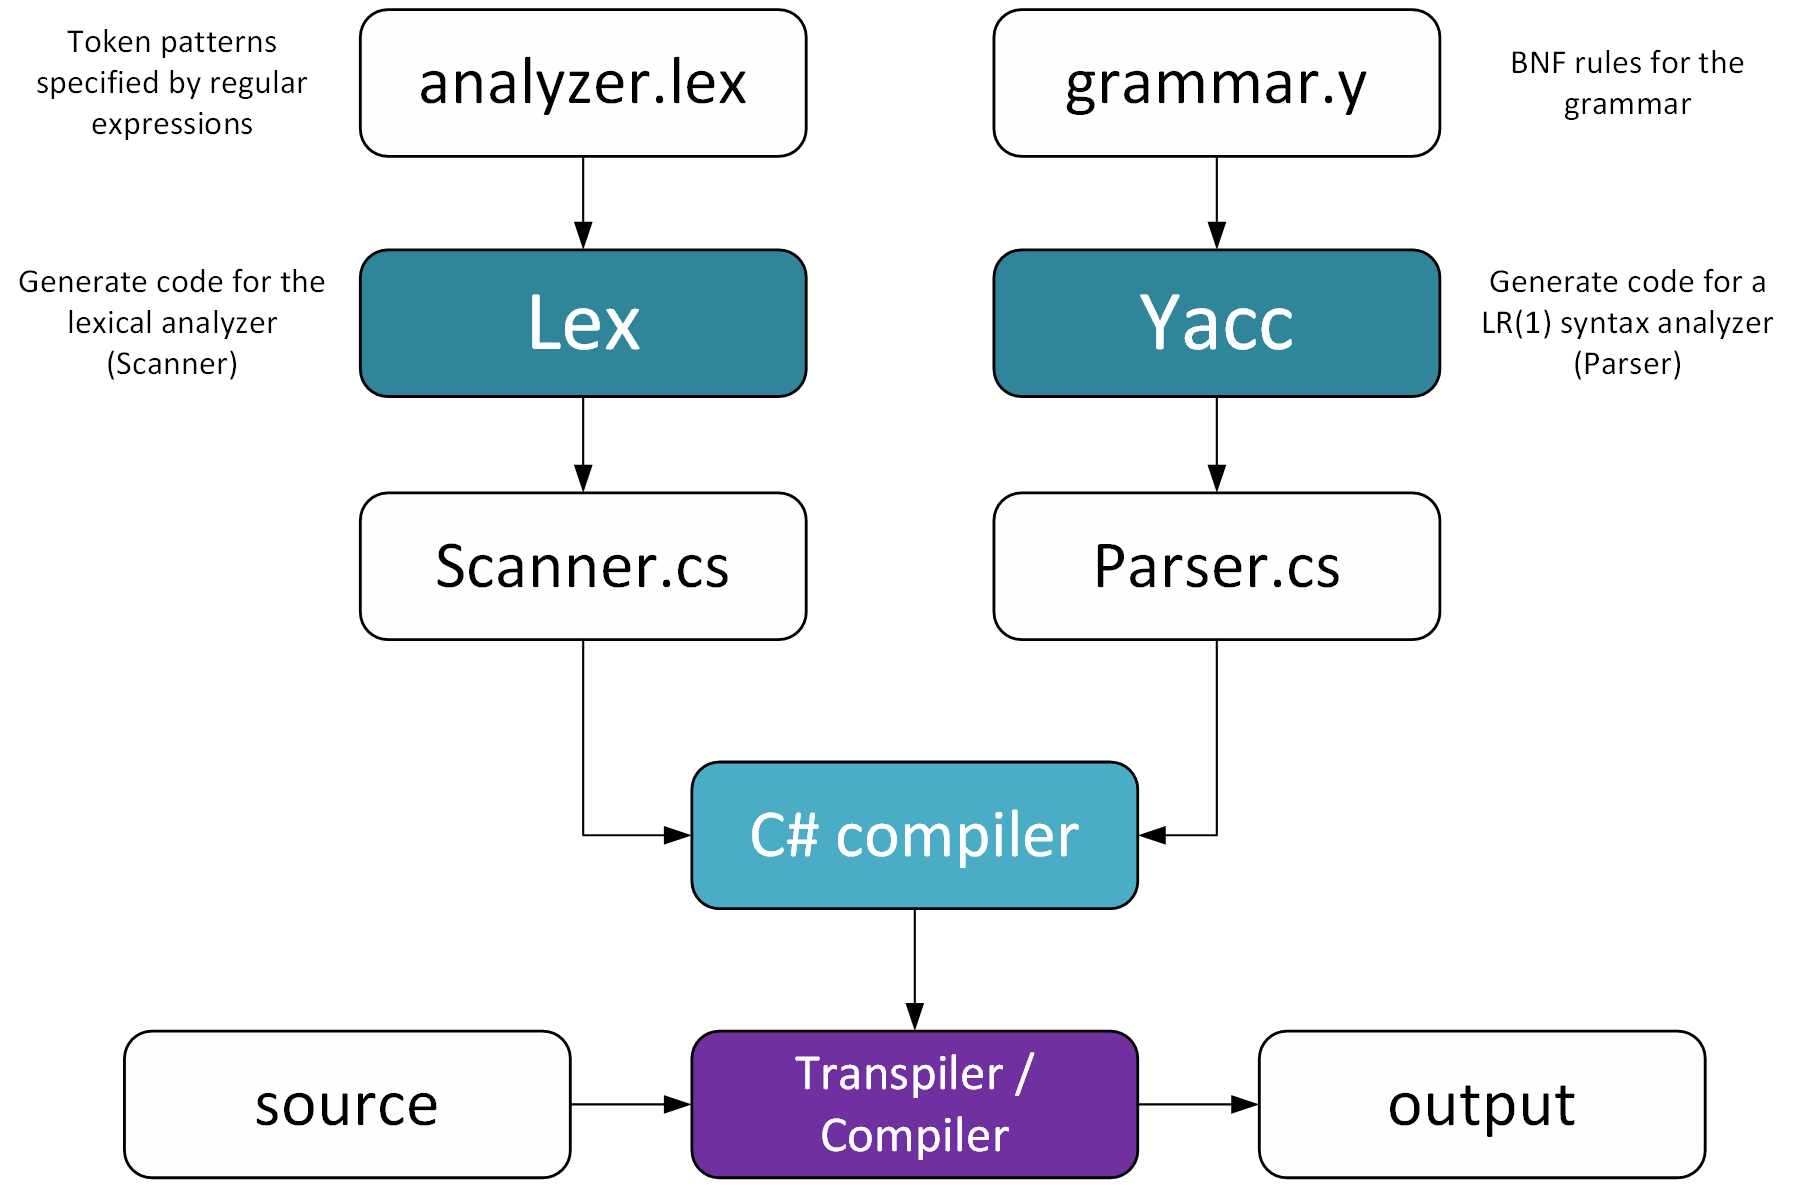 Token patterns
specified by regular
expressions
analyzer.lex
grammar.y
BNF rules for the
grammar
Generate code for the
lexical analyzer
(Scanner)
Lex
Yacc
Generate code for a
LR(1) syntax analyzer
(Parser)
Scanner.cs
Parser.cs
C# compiler
source
Transpiler /
Compiler
output